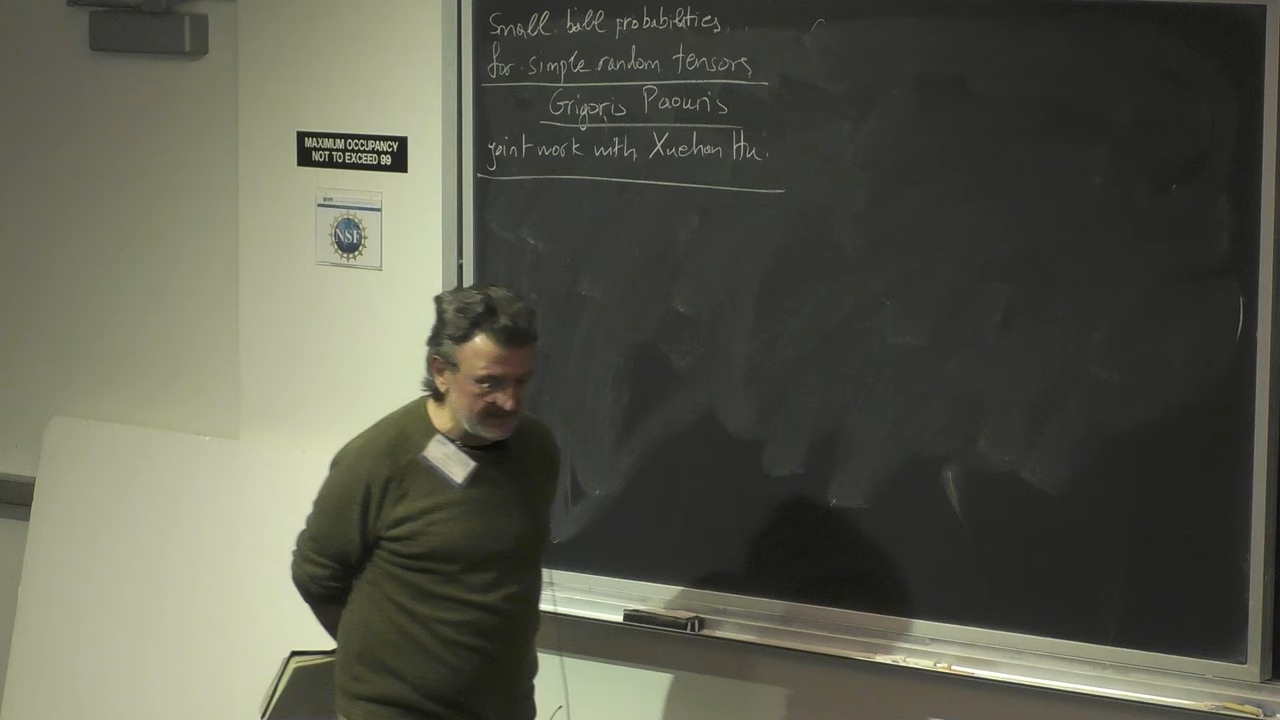 Small ball probabilities
for simple random tensors
Grigoris Paouris
joint work with Xuehan Hu.
MAXIMUM OCCUPANCY
NOT TO EXCEED 99
ipam
NSF